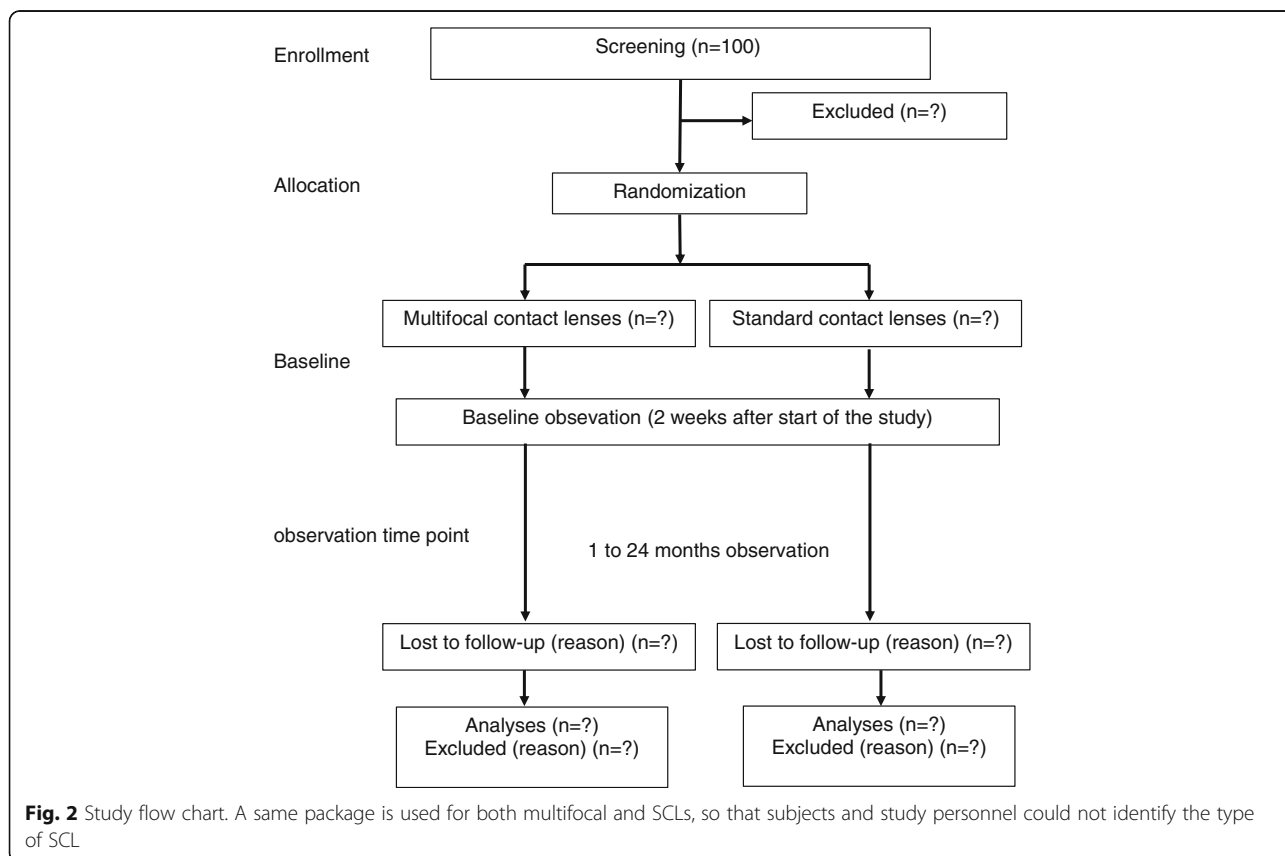 Enrollment
Screening (n=100)
Excluded (n=?)
Allocation
Randomization
Multifocal contact lenses (n=?)
Standard contact lenses (n=?)
Baseline
Baseline obsevation (2 weeks after start of the study)
observation time point
1 to 24 months observation
Lost to follow-up (reason) (n=?)
Lost to follow-up (reason) (n=?)
Analyses (n=?)
Excluded (reason) (n=?)
Analyses (n=?)
Excluded (reason) (n=?)
Fig. 2 Study flow chart. A same package is used for both multifocal and SCLs, so that subjects and study personnel could not identify the type
of SCL